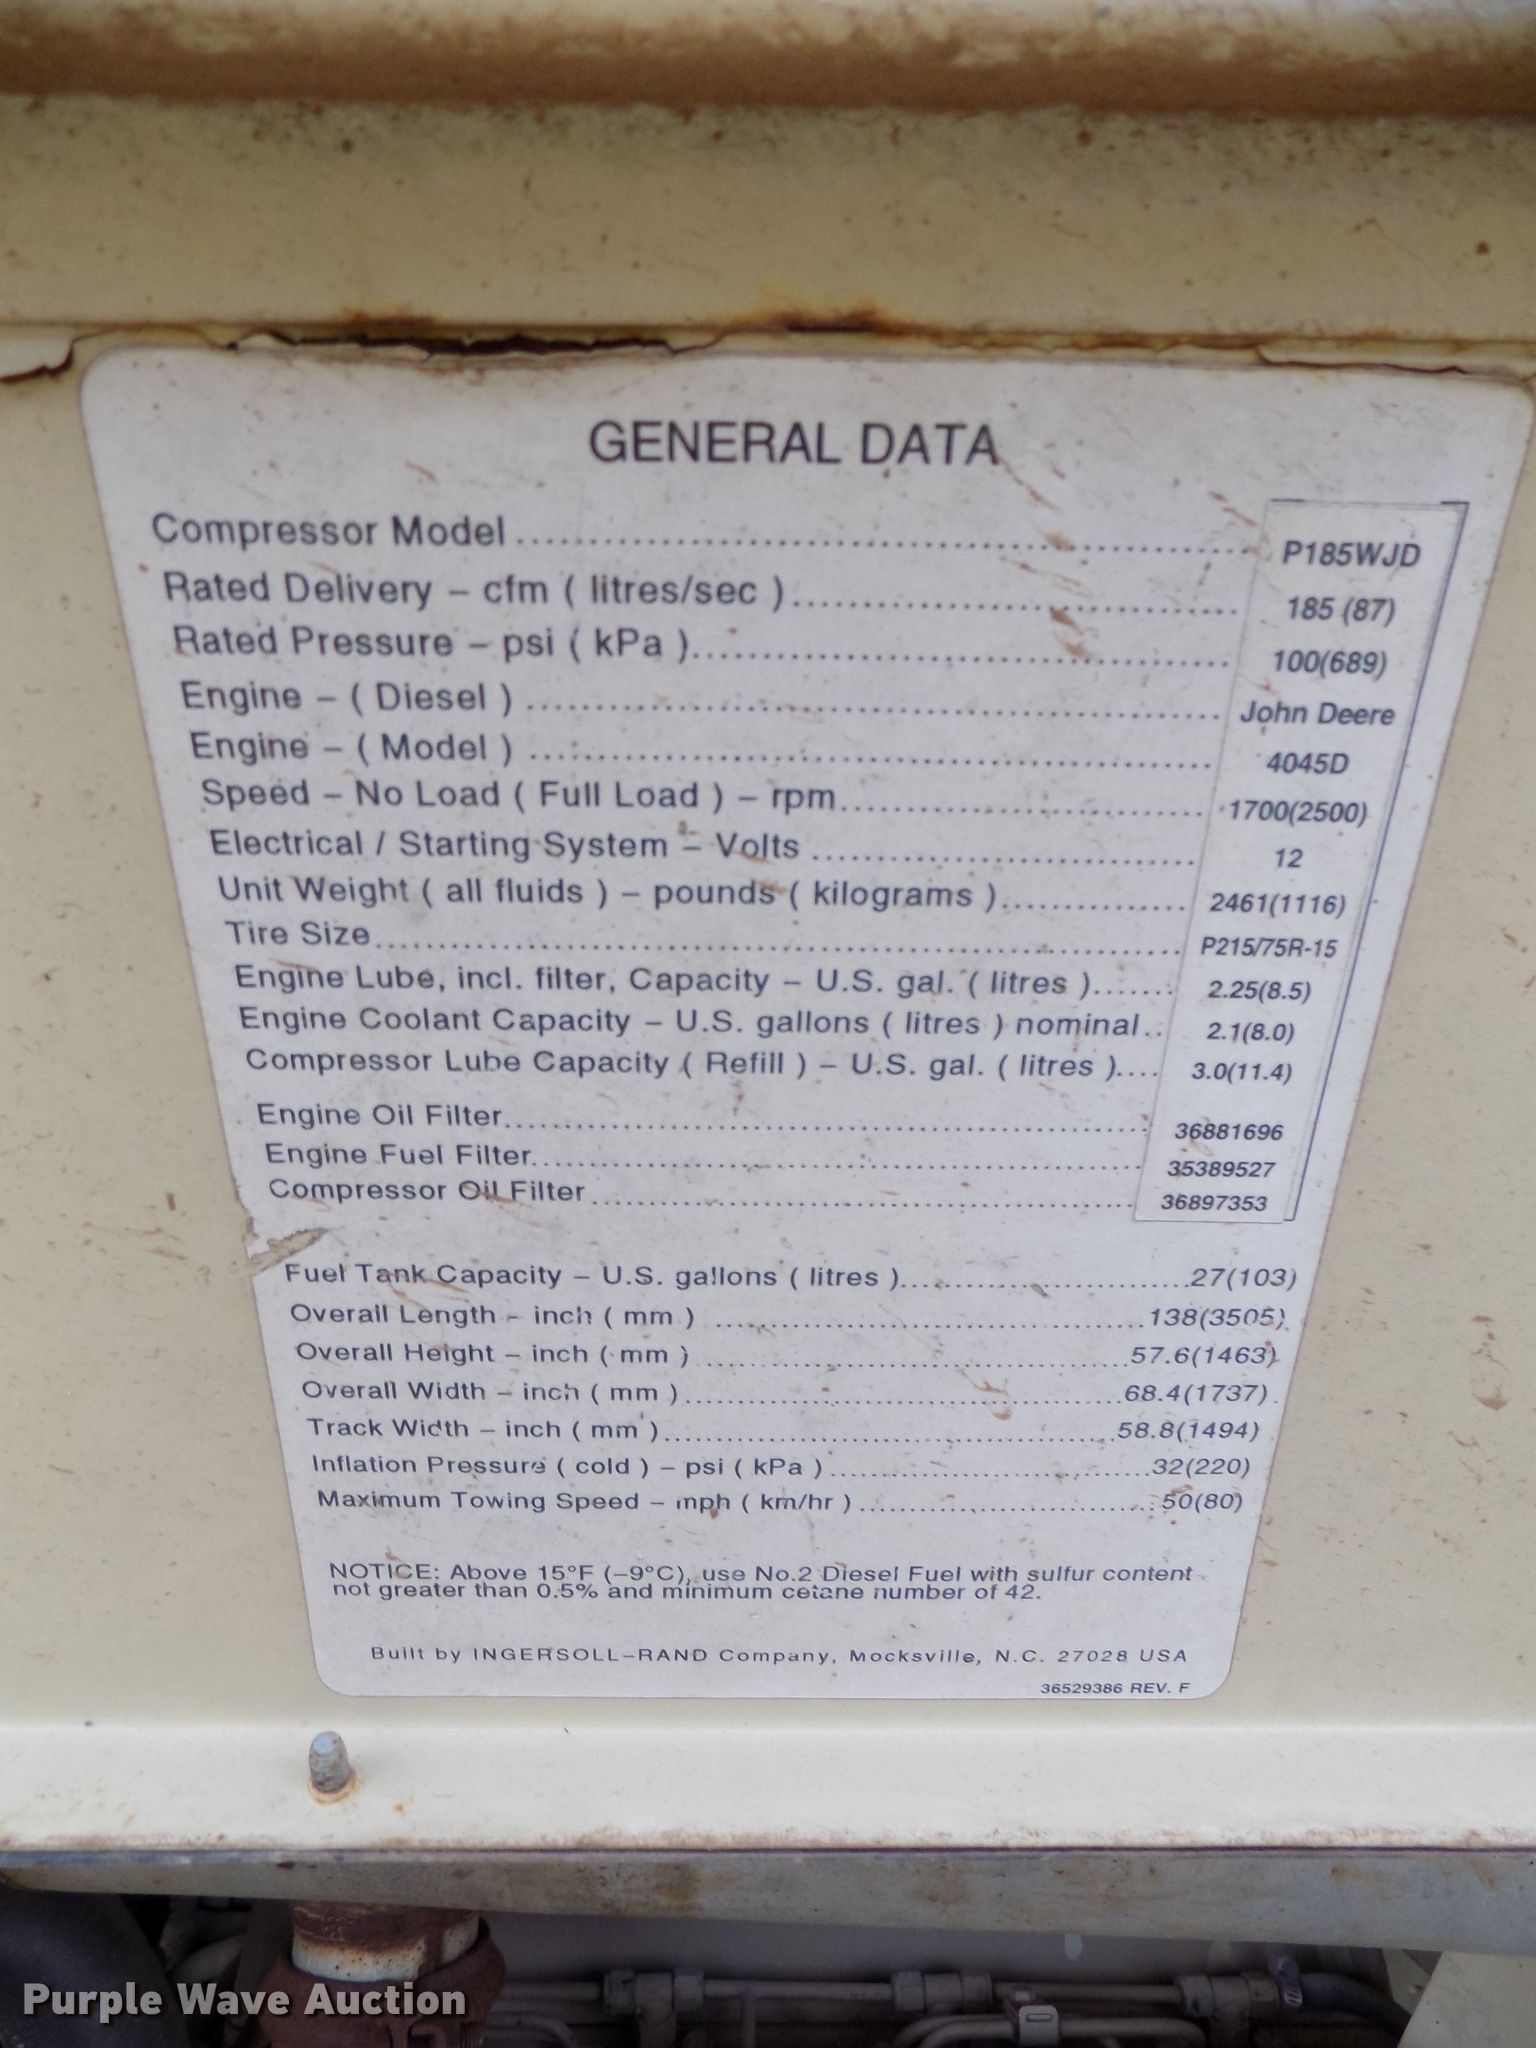 GENERAL DATA
Compressor Model ........ P185WJD
Rated Delivery – cfm ( litres/sec )........ 185 (87)
Rated Pressure – psi ( kPa )........ 100(689)
Engine – ( Diesel ) ........ John Deere
Engine – ( Model ) ........ 4045D
Speed – No Load ( Full Load ) – rpm........ 1700(2500)
Electrical / Starting System – Volts ........ 12
Unit Weight ( all fluids ) – pounds ( kilograms )........ 2461(1116)
Tire Size........ P215/75R-15
Engine Lube, incl. filter, Capacity – U.S. gal. ( litres )....... 2.25(8.5)
Engine Coolant Capacity – U.S. gallons ( litres ) nominal.. 2.1(8.0)
Compressor Lube Capacity ( Refill ) – U.S. gal. ( litres ).... 3.0(11.4)
Engine Oil Filter........ 36881696
Engine Fuel Filter........ 35389527
Compressor Oil Filter........ 36897353
Fuel Tank Capacity – U.S. gallons ( litres )........27(103)
Overall Length – inch ( mm ) ........138(3505)
Overall Height – inch ( mm ) ........57.6(1463)
Overall Width – inch ( mm )........68.4(1737)
Track Width – inch ( mm )........58.8(1494)
Inflation Pressure ( cold ) – psi ( kPa )........32(220)
Maximum Towing Speed – mph ( km/hr )........50(80)
NOTICE: Above 15°F (–9°C), use No.2 Diesel Fuel with sulfur content
not greater than 0.5% and minimum cetane number of 42.
Built by INGERSOLL–RAND Company, Mocksville, N.C. 27028 USA
36529386 REV. F
Purple Wave Auction